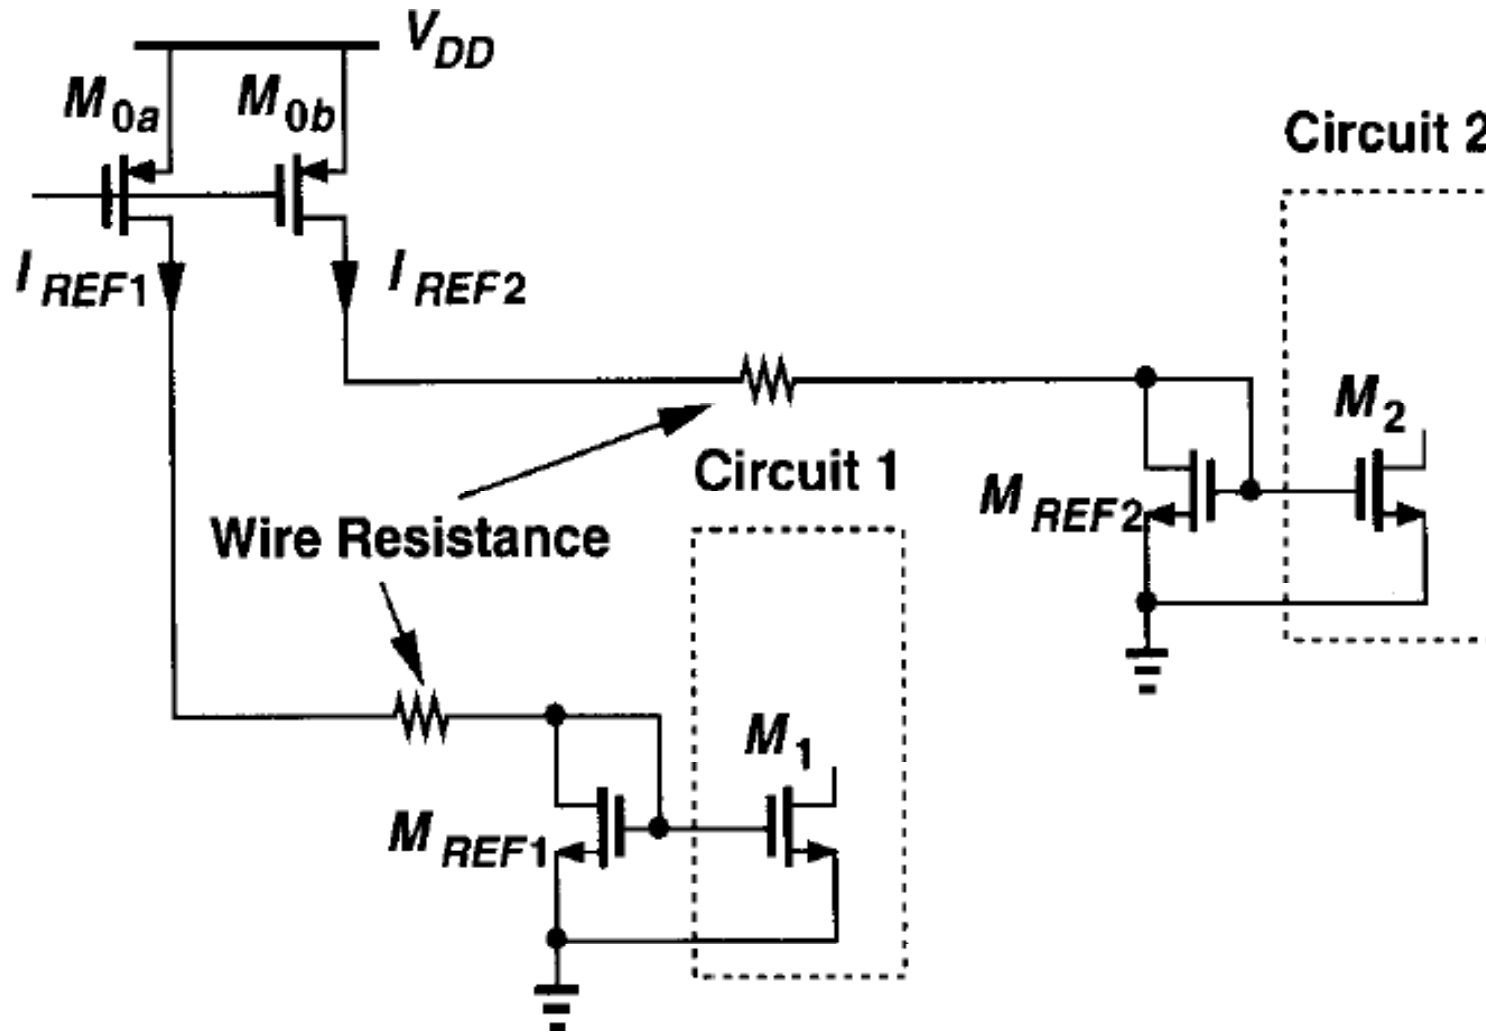 V_DD
M_0a
M_0b
Circuit 2
I_REF1
I_REF2
M_2
Circuit 1
M_REF2
Wire Resistance
M_1
M_REF1